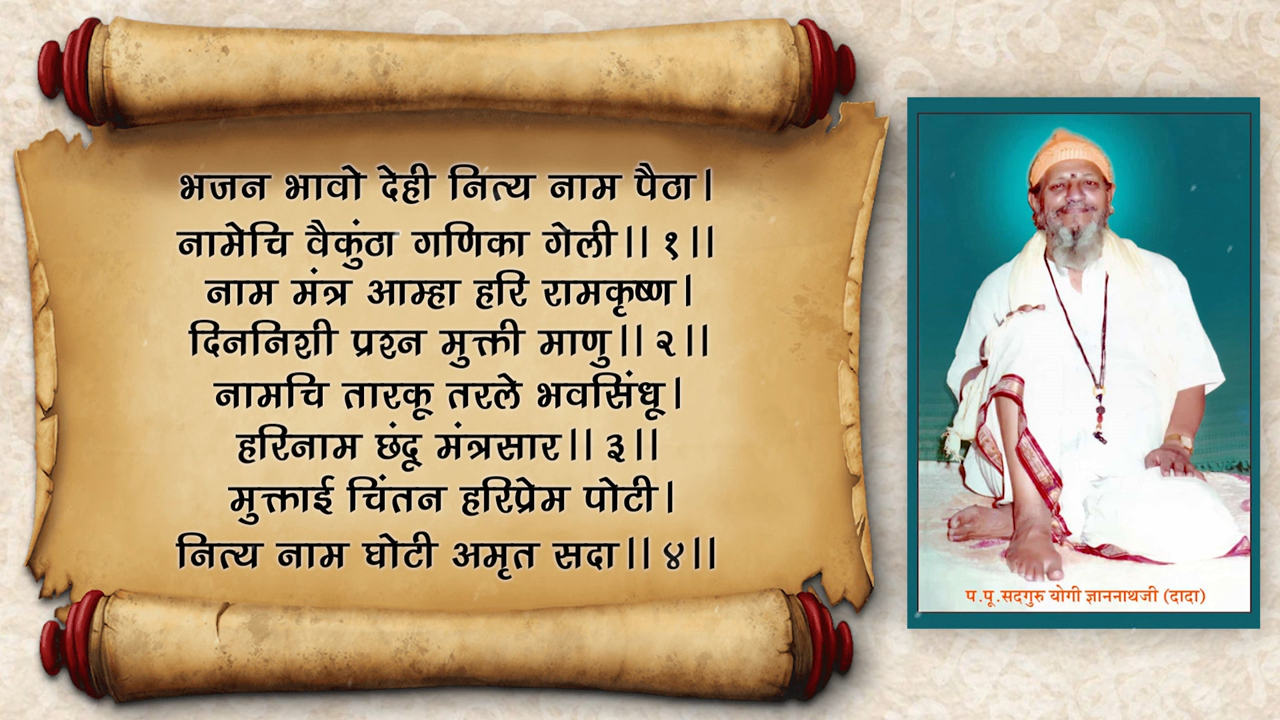 भजन भावो देही नित्य नाम पैठा।
नामेचि वैकुंठा गणिका गेली॥ १॥
नाम मंत्र आम्हा हरि रामकृष्ण।
दिननिशी प्रश्न मुक्ती माणु॥ २॥
नामचि तारकू तरले भवसिंधू।
हरिनाम छंदू मंत्रसार॥ ३॥
मुक्ताई चिंतन हरिप्रेम पोटी।
नित्य नाम घोटी अमृत सदा॥ ४॥
प.पू.सदगुरु योगी ज्ञाननाथजी (दादा)